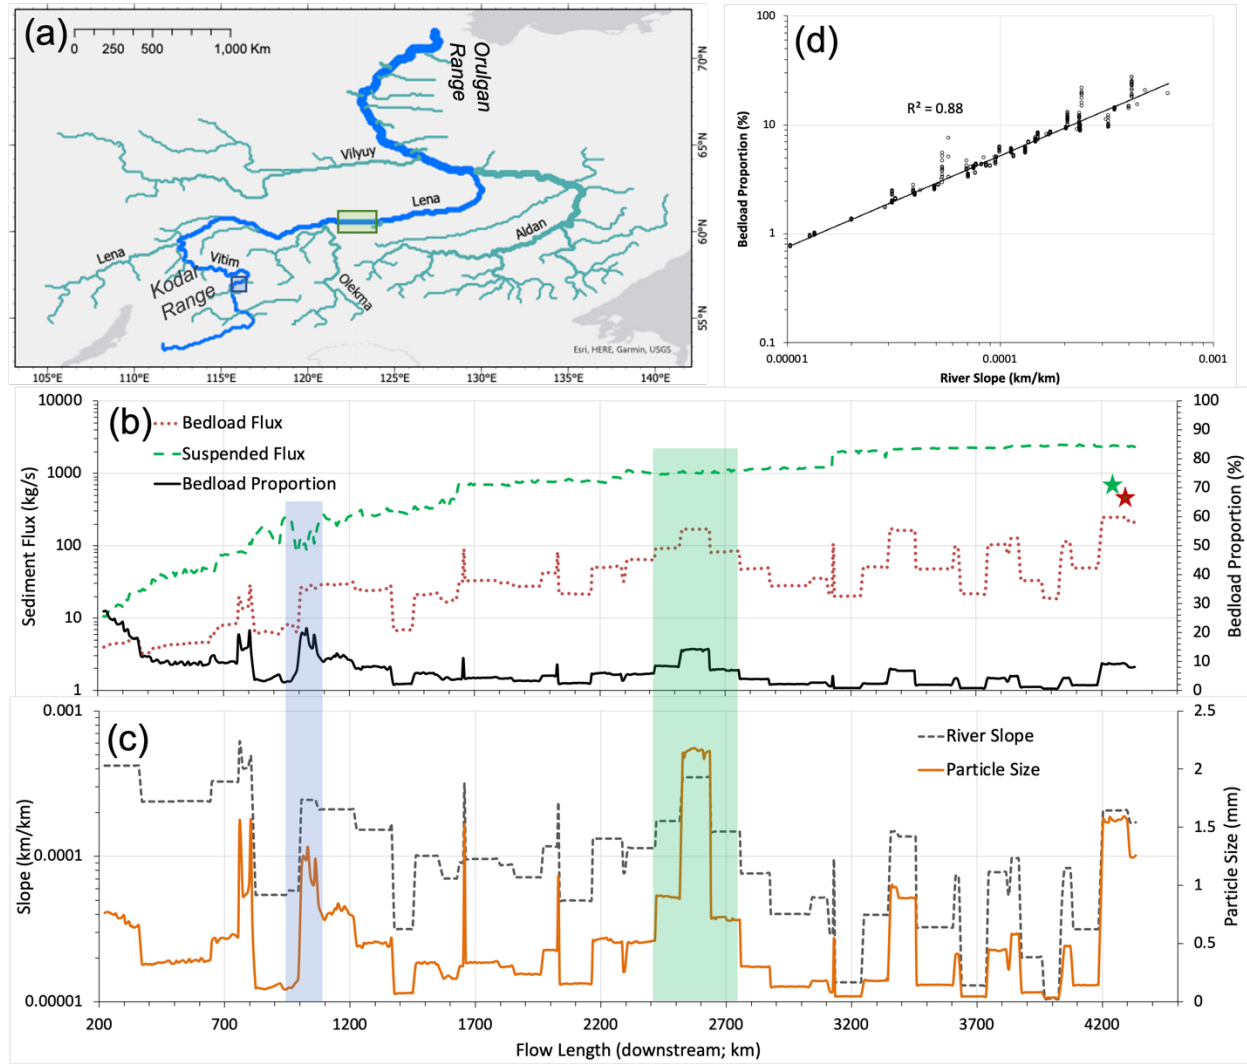 (a)
0 250 500 1,000 Km
Orulgan
Range
Vilyuy
Lena
Aldan
Lena
Vitim
Kodar
Range
Olekma
Esri, HERE, Garmin, USGS
70°N
65°N
60°N
55°N
105°E 110°E 115°E 120°E 125°E 130°E 135°E 140°E
(d)
Bedload Proportion (%)
100
10
1
0.1
R² = 0.88
0.00001 0.0001 0.001
River Slope (km/km)
(b)
Bedload Flux
Suspended Flux
Bedload Proportion
Sediment Flux (kg/s)
10000
1000
100
10
1
100
90
80
70
60
50
40
30
20
10
0
Bedload Proportion (%)
(c)
River Slope
Particle Size
Slope (km/km)
0.001
0.0001
0.00001
2.5
2
1.5
1
0.5
0
Particle Size (mm)
200 700 1200 1700 2200 2700 3200 3700 4200
Flow Length (downstream; km)